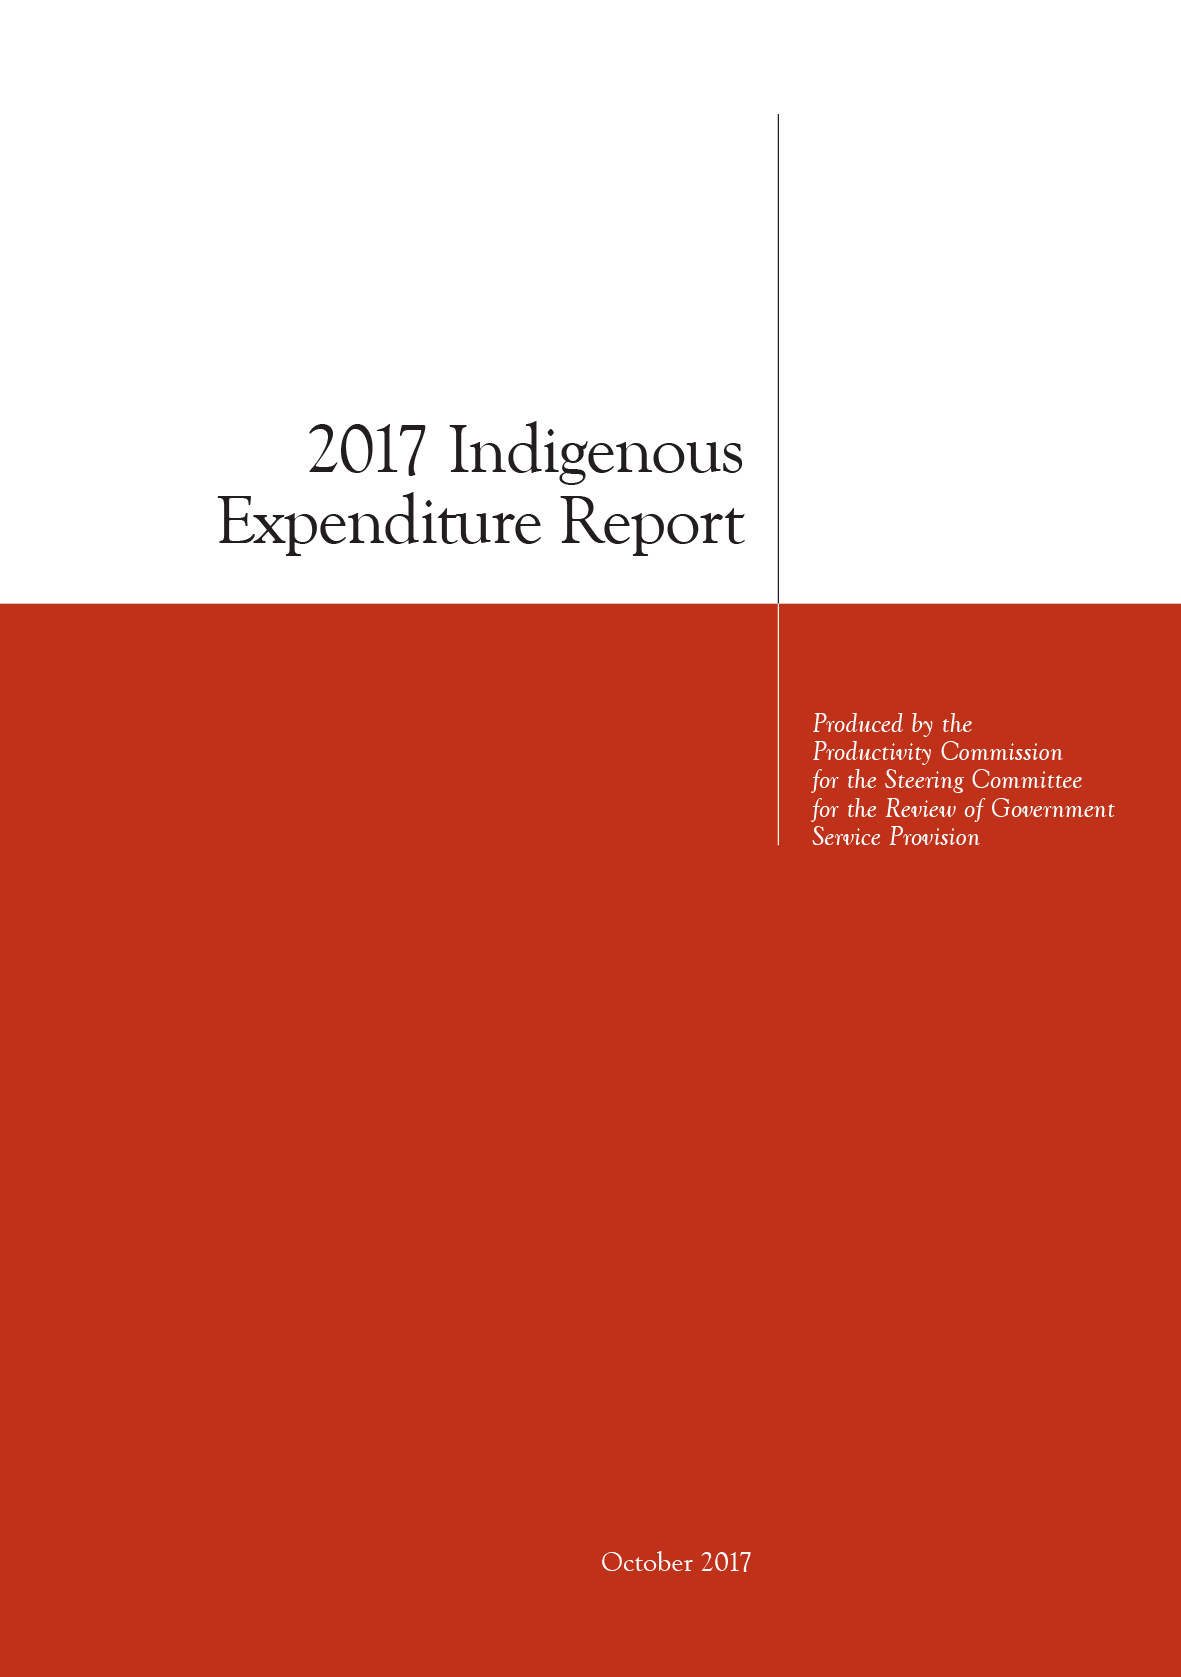 2017 Indigenous
Expenditure Report
Produced by the
Productivity Commission
for the Steering Committee
for the Review of Government
Service Provision
October 2017